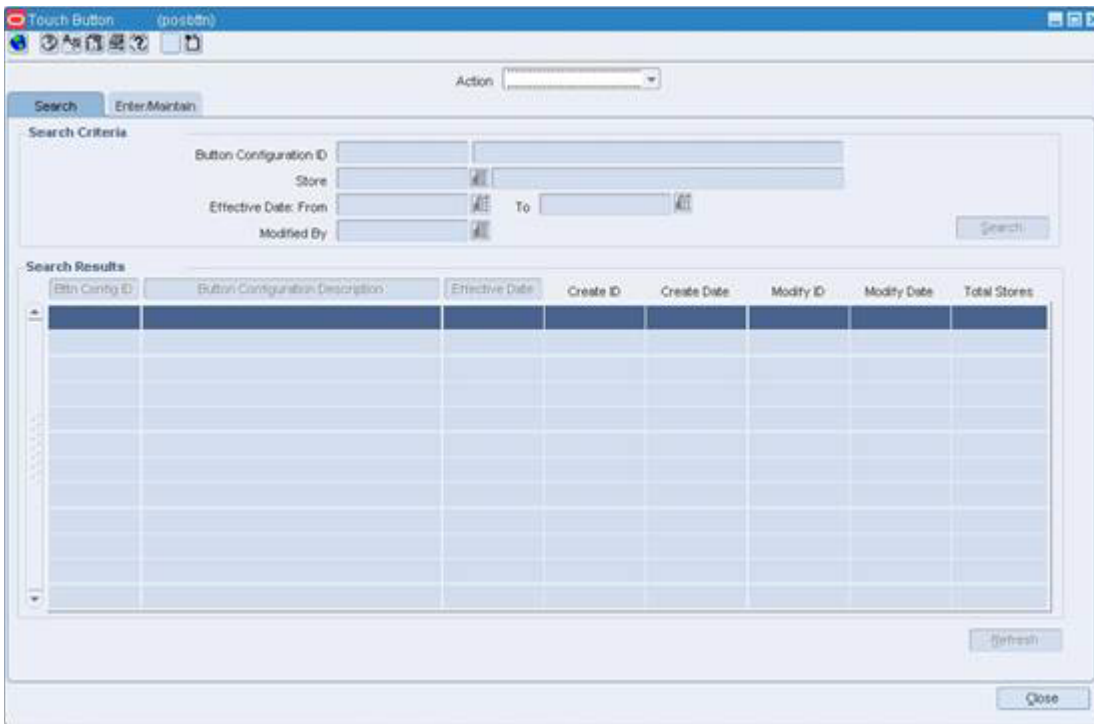 Touch Button (posbttn)
Action
Search Enter/Maintain
Search Criteria
Button Configuration ID
Store
Effective Date: From To
Modified By
Search
Search Results
Bttn Config ID Button Configuration Description Effective Date Create ID Create Date Modify ID Modify Date Total Stores
Refresh
Close